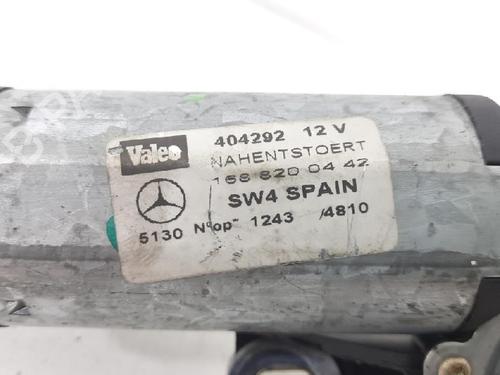 Valeo 404292 12 V
NAHENTSTOERT
168 820 04 42
SW4 SPAIN
5130 N°op- 1243 /4810